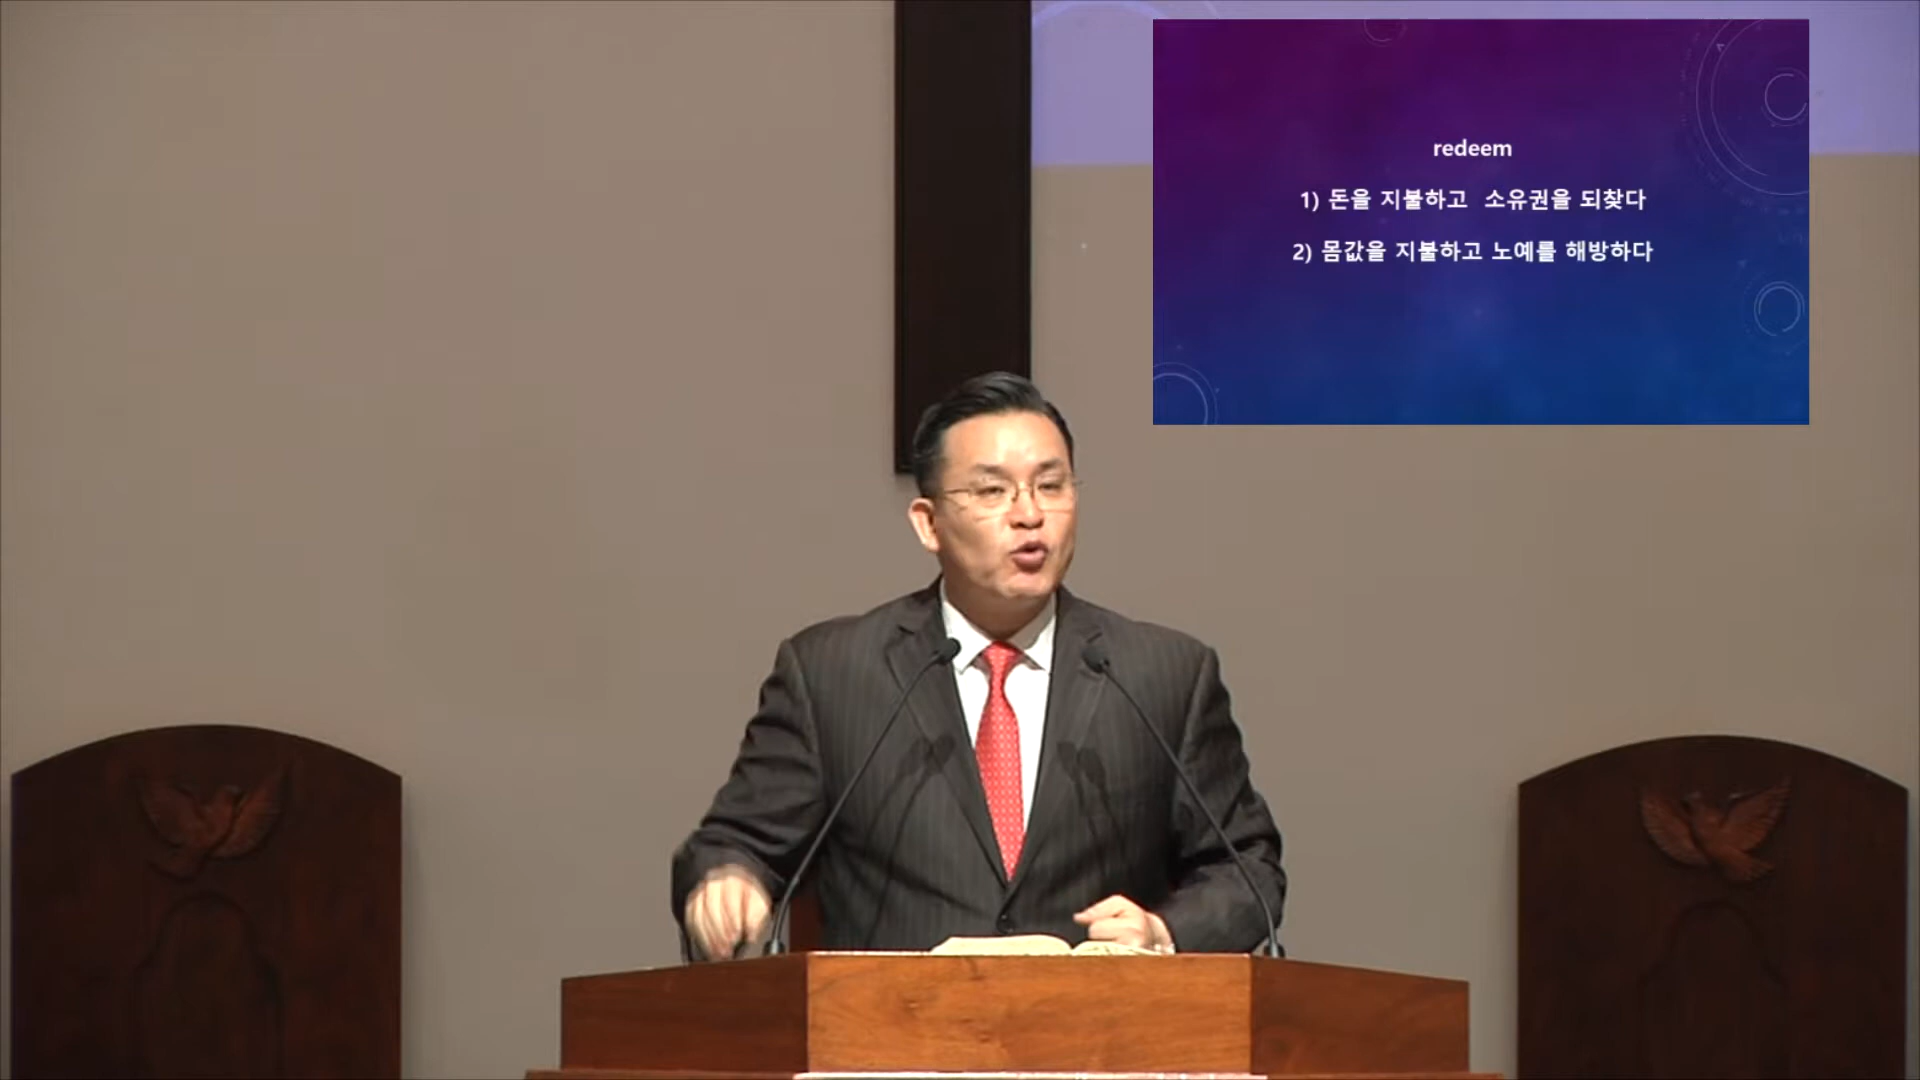 redeem
1) 돈을 지불하고 소유권을 되찾다
2) 몸값을 지불하고 노예를 해방하다